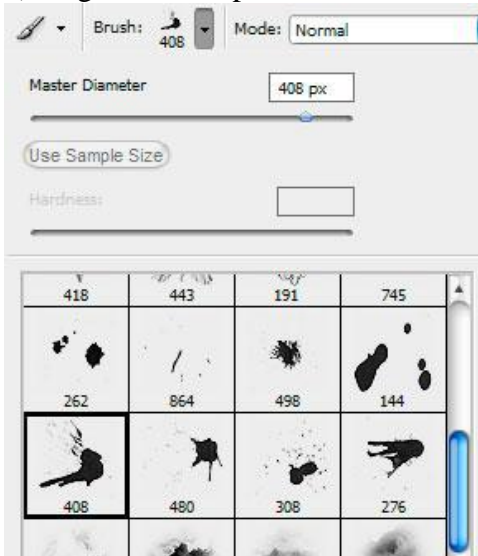 Brush: 408 Mode: Normal
Master Diameter 408 px
Use Sample Size
Hardness:
418 443 191 745
262 864 498 144
408 480 308 276